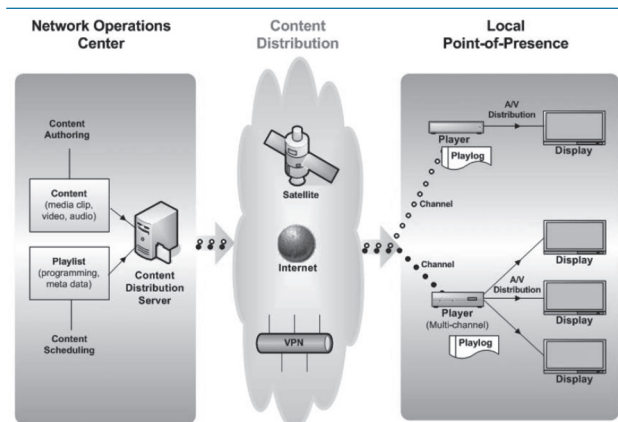 Network Operations
Center
Content
Distribution
Local
Point-of-Presence
Content
Authoring
Content
(media clip,
video, audio)
Playlist
(programming,
meta data)
Content
Scheduling
Content
Distribution
Server
Satellite
Internet
VPN
A/V
Distribution
Player
Playlog
Display
Channel
Channel
Player
(Multi-channel)
Playlog
A/V
Distribution
Display
Display
Display